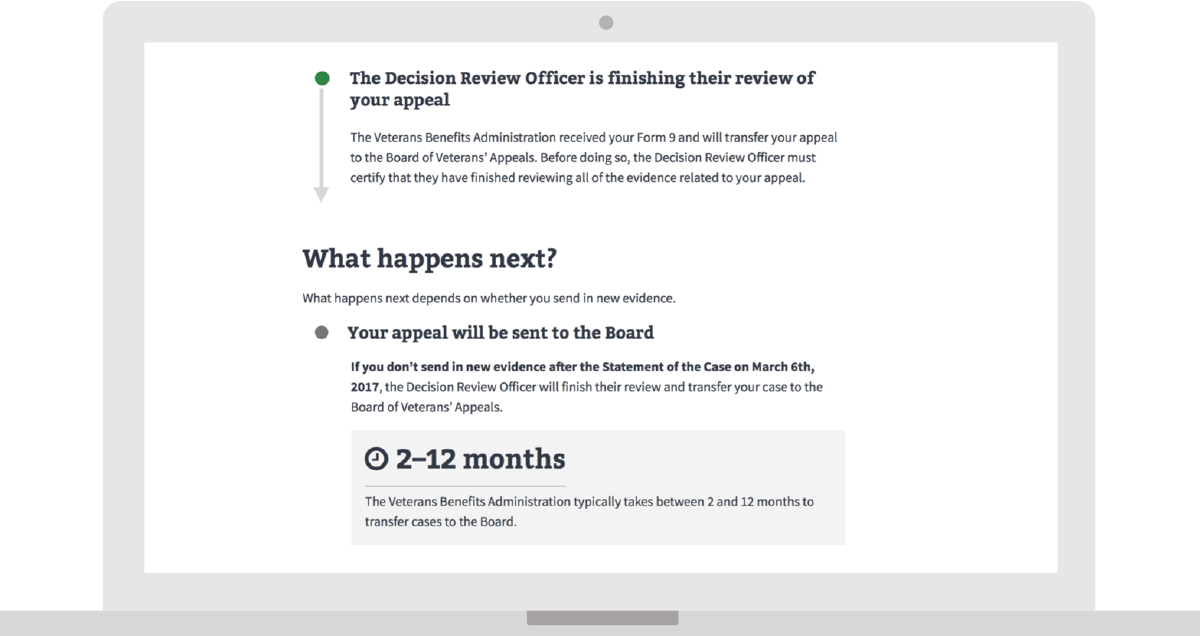 The Decision Review Officer is finishing their review of
your appeal
The Veterans Benefits Administration received your Form 9 and will transfer your appeal
to the Board of Veterans’ Appeals. Before doing so, the Decision Review Officer must
certify that they have finished reviewing all of the evidence related to your appeal.
What happens next?
What happens next depends on whether you send in new evidence.
Your appeal will be sent to the Board
If you don’t send in new evidence after the Statement of the Case on March 6th,
2017, the Decision Review Officer will finish their review and transfer your case to the
Board of Veterans’ Appeals.
2–12 months
The Veterans Benefits Administration typically takes between 2 and 12 months to
transfer cases to the Board.